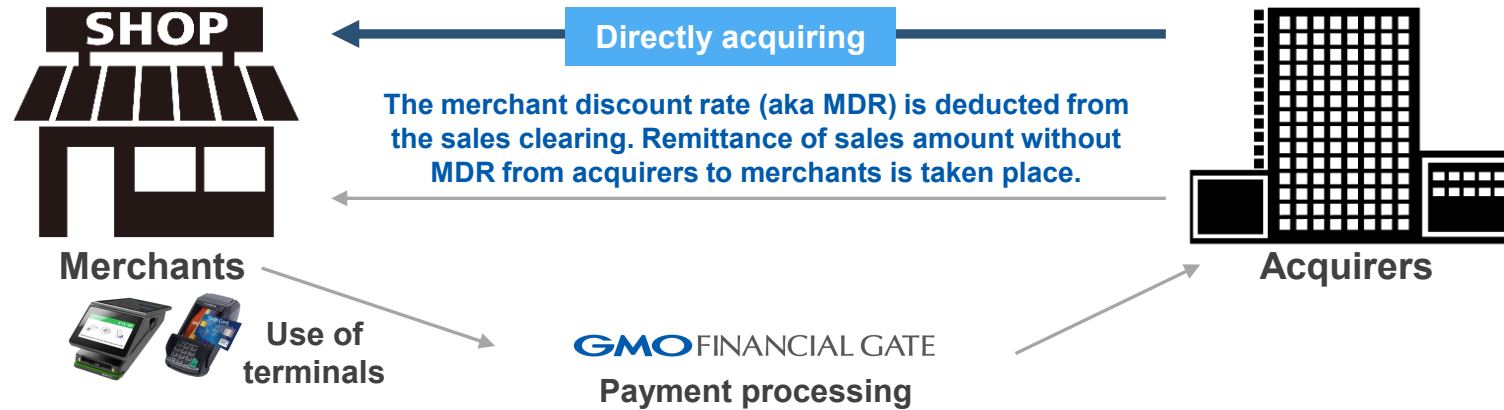 SHOP
Directly acquiring
The merchant discount rate (aka MDR) is deducted from
the sales clearing. Remittance of sales amount without
MDR from acquirers to merchants is taken place.
Merchants
Acquirers
Use of
terminals
GMO FINANCIAL GATE
Payment processing